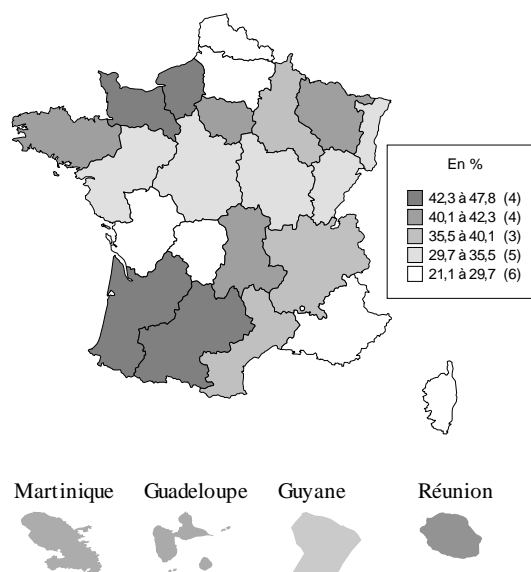 En %
42,3 à 47,8 (4)
40,1 à 42,3 (4)
35,5 à 40,1 (3)
29,7 à 35,5 (5)
21,1 à 29,7 (6)
Martinique Guadeloupe Guyane Réunion